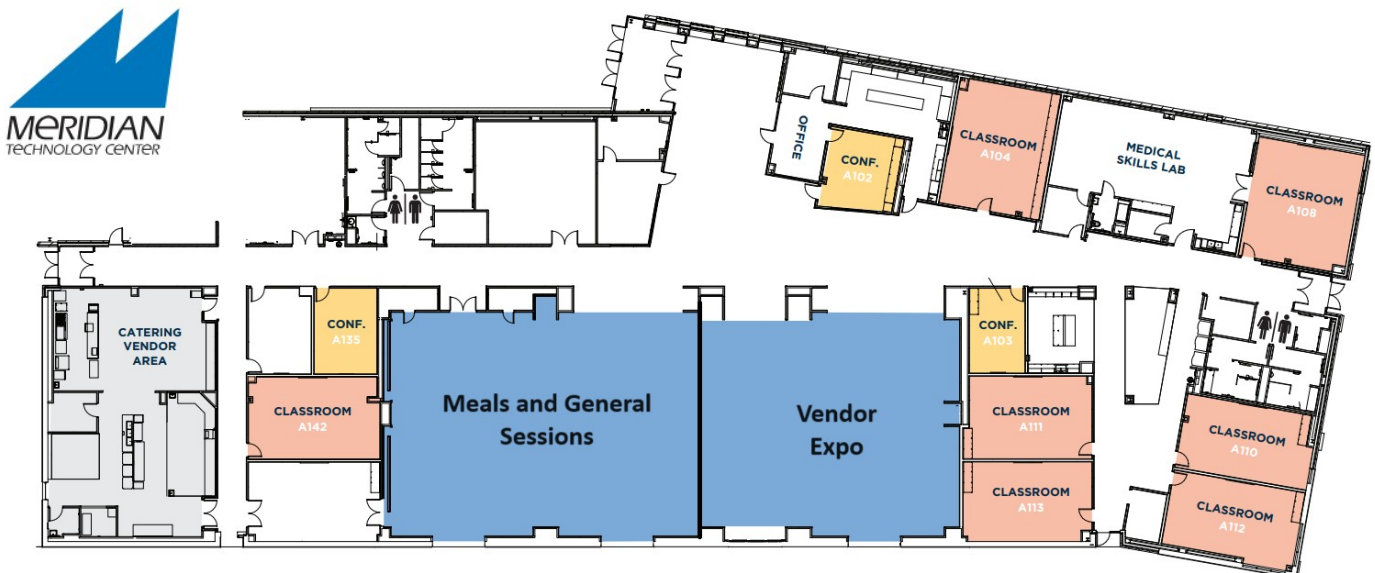 MERIDIAN
TECHNOLOGY CENTER
OFFICE
CONF.
A102
CLASSROOM
A104
MEDICAL
SKILLS LAB
CLASSROOM
A108
CATERING
VENDOR
AREA
CONF.
A135
CLASSROOM
A142
Meals and General
Sessions
Vendor
Expo
CONF.
A103
CLASSROOM
A111
CLASSROOM
A113
CLASSROOM
A110
CLASSROOM
A112